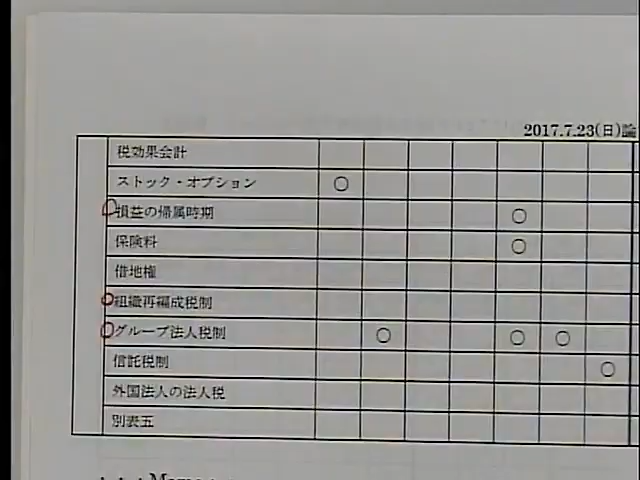 2017.7.23(日)論
税効果会計
ストック・オプション ○
損益の帰属時期 ○
保険料 ○
借地権
組織再編成税制
グループ法人税制 ○ ○ ○
信託税制 ○
外国法人の法人税
別表五